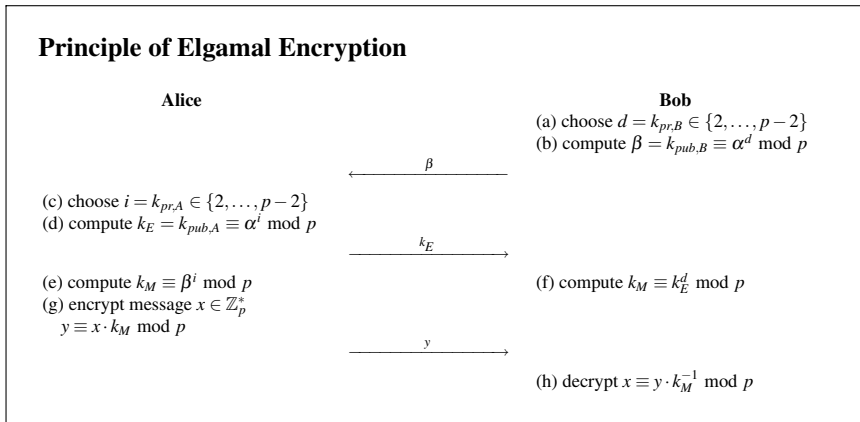 Principle of Elgamal Encryption
Alice Bob
(a) choose d = k_{pr,B} ∈ {2,...,p−2}
(b) compute β = k_{pub,B} ≡ α^d mod p
β
(c) choose i = k_{pr,A} ∈ {2,...,p−2}
(d) compute k_E = k_{pub,A} ≡ α^i mod p
k_E
(e) compute k_M ≡ β^i mod p (f) compute k_M ≡ k_E^d mod p
(g) encrypt message x ∈ ℤ_p^*
y ≡ x · k_M mod p
y
(h) decrypt x ≡ y · k_M^{−1} mod p